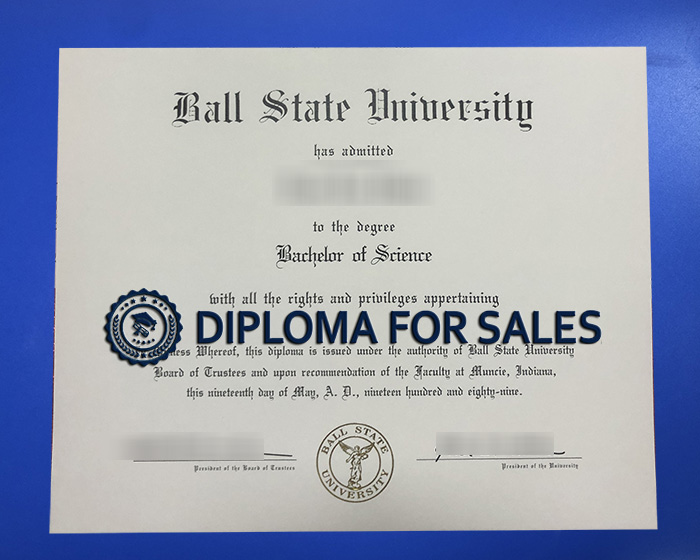 Ball State University
has admitted
to the degree
Bachelor of Science
with all the rights and privileges appertaining
DIPLOMA FOR SALES
Whereof, this diploma is issued under the authority of Ball State University
Board of Trustees and upon recommendation of the Faculty at Muncie, Indiana,
this nineteenth day of May, A. D., nineteen hundred and eighty-nine.
BALL STATE
UNIVERSITY
President of the Board of Trustees
President of the University